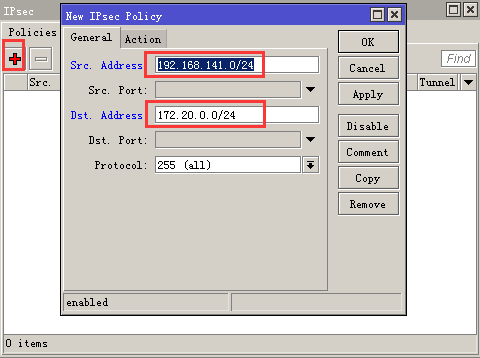 IPsec
New IPsec Policy
Policies
General
Action
OK
Src. Address
192.168.141.0/24
Cancel
Find
Src.
Src. Port:
Apply
Tunnel
Dst. Address
172.20.0.0/24
Disable
Dst. Port:
Comment
Protocol:
255 (all)
Copy
Remove
enabled
0 items